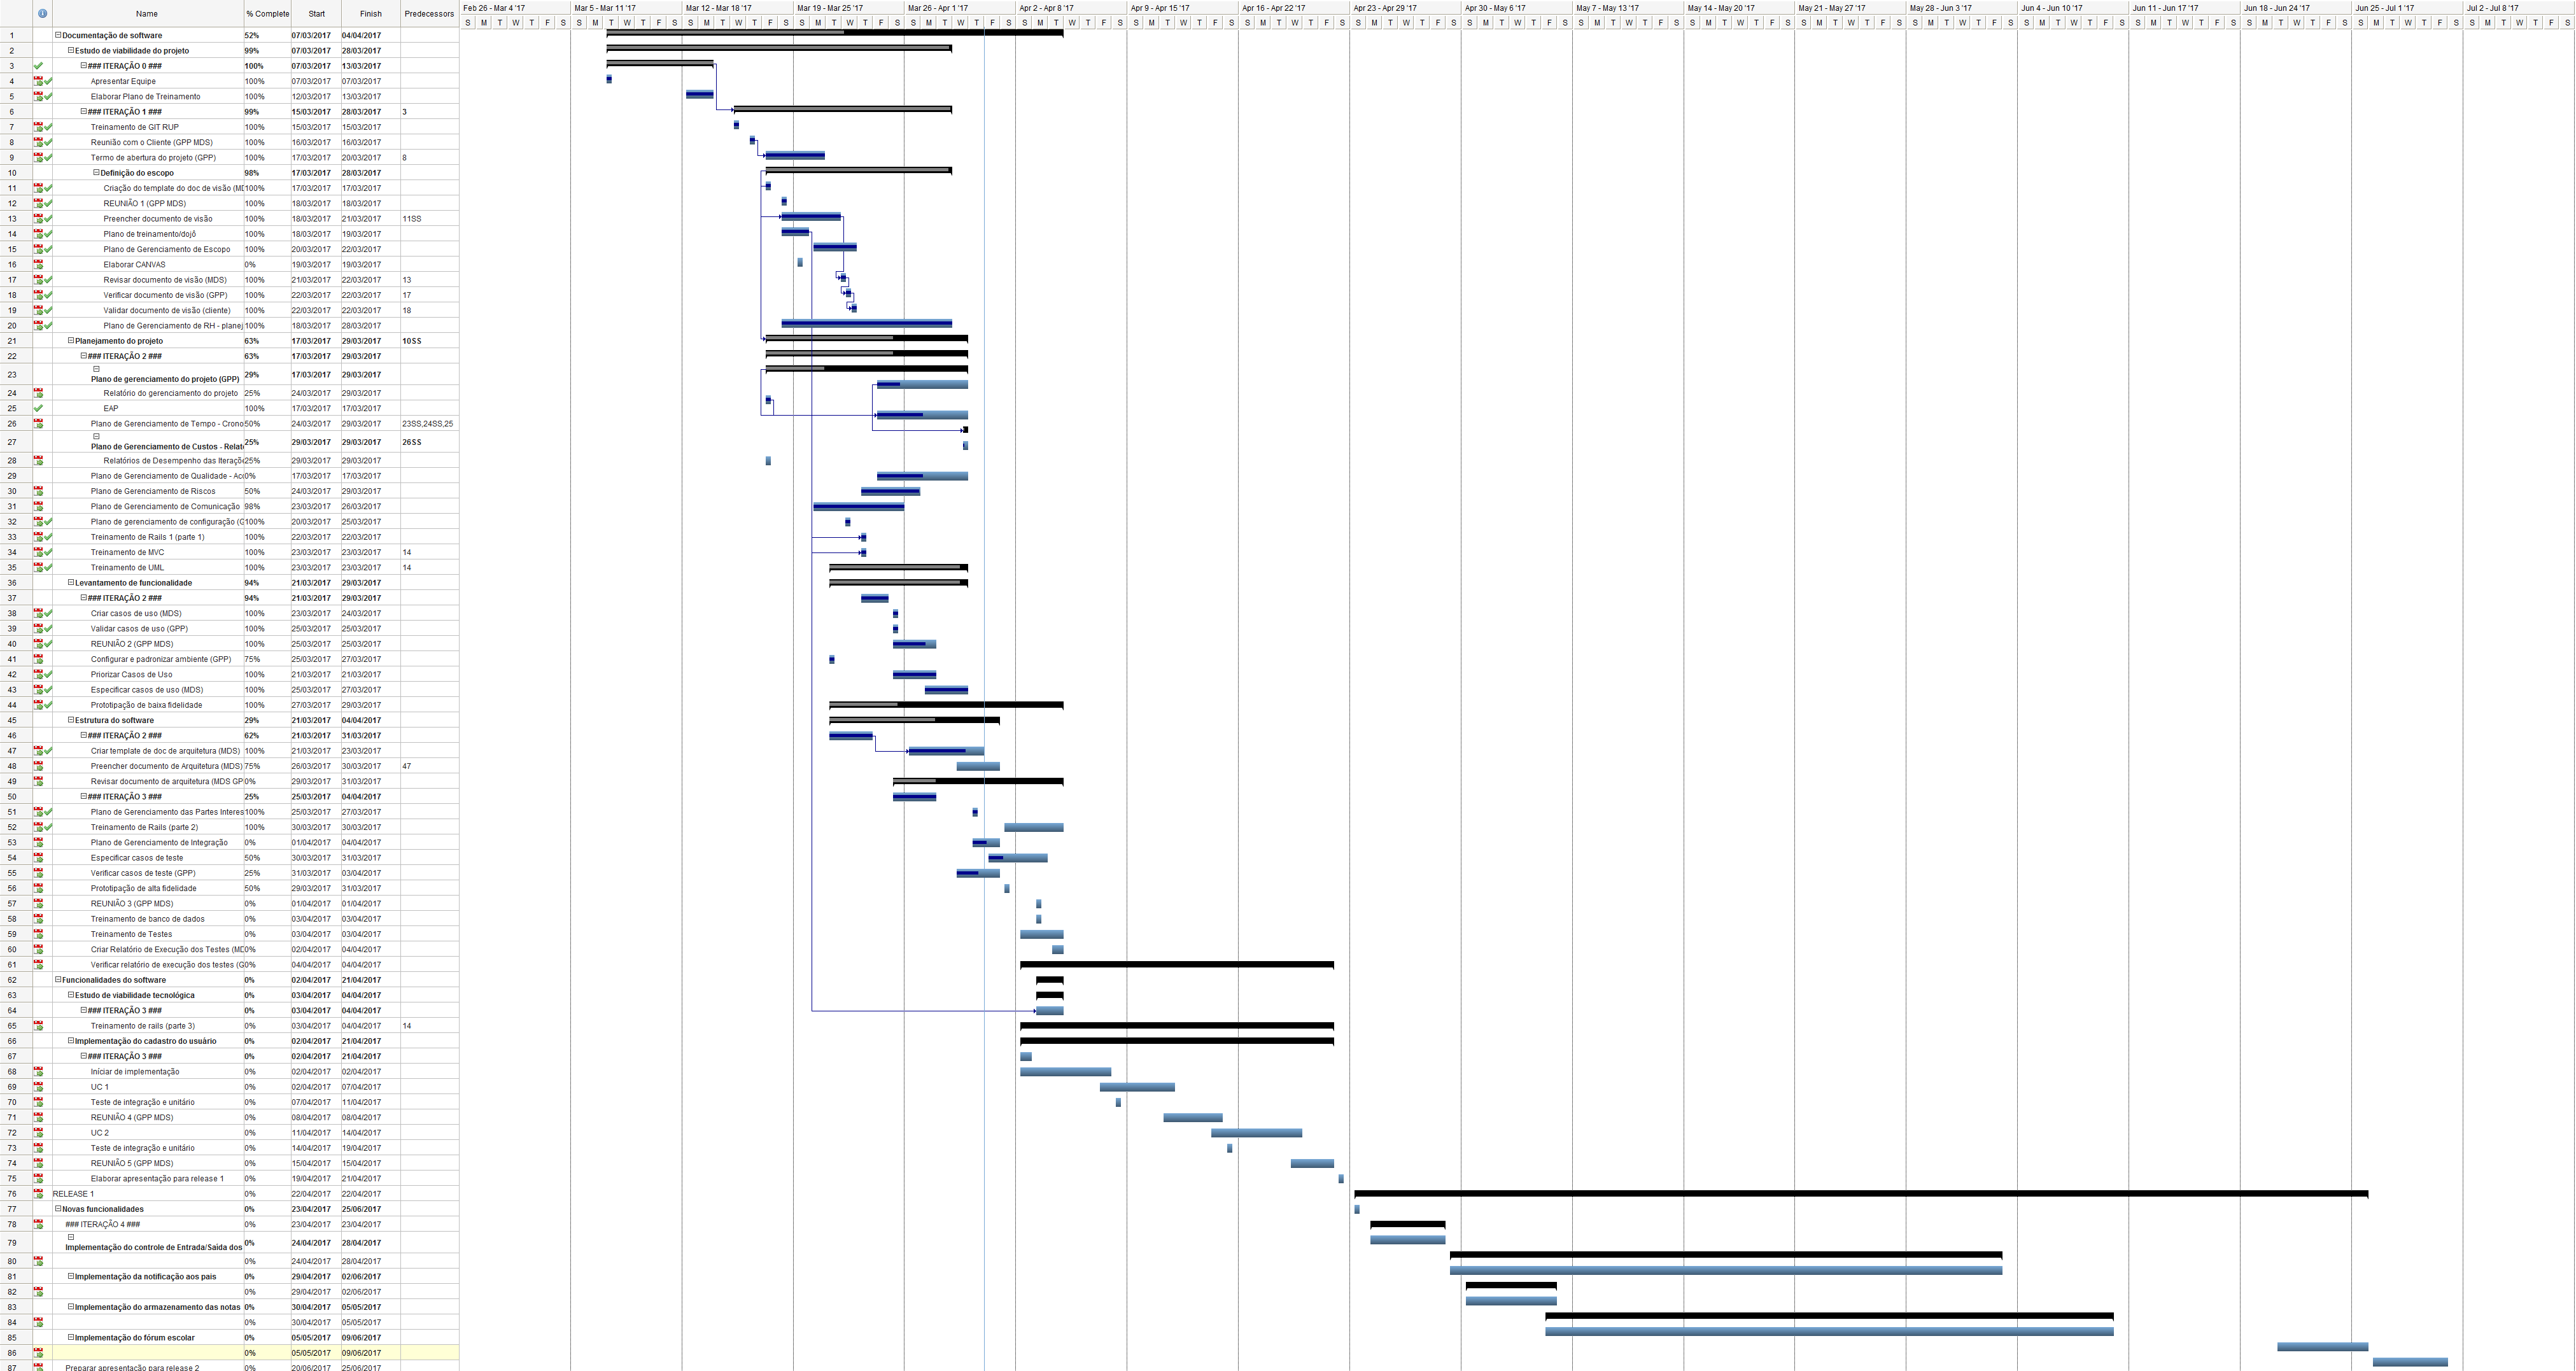 Name % Complete Start Finish Predecessors Feb 26 - Mar 4 '17 Mar 5 - Mar 11 '17 Mar 12 - Mar 18 '17 Mar 19 - Mar 25 '17 Mar 26 - Apr 1 '17 Apr 2 - Apr 8 '17 Apr 9 - Apr 15 '17 Apr 16 - Apr 22 '17 Apr 23 - Apr 29 '17 Apr 30 - May 6 '17 May 7 - May 13 '17 May 14 - May 20 '17 May 21 - May 27 '17 May 28 - Jun 3 '17 Jun 4 - Jun 10 '17 Jun 11 - Jun 17 '17 Jun 18 - Jun 24 '17 Jun 25 - Jul 1 '17 Jul 2 - Jul 8 '17
S M T W T F S S M T W T F S S M T W T F S S M T W T F S S M T W T F S S M T W T F S S M T W T F S S M T W T F S S M T W T F S S M T W T F S S M T W T F S S M T W T F S S M T W T F S S M T W T F S S M T W T F S S M T W T F S S M T W T F S S M T W T F S S M T W T F S
1 Documentação de software 52% 07/03/2017 04/04/2017
2 Estudo de viabilidade do projeto 99% 07/03/2017 28/03/2017
3 ### ITERAÇÃO 0 ### 100% 07/03/2017 13/03/2017
4 Apresentar Equipe 100% 07/03/2017 07/03/2017
5 Elaborar Plano de Treinamento 100% 12/03/2017 13/03/2017
6 ### ITERAÇÃO 1 ### 99% 15/03/2017 28/03/2017 3
7 Treinamento de GIT RUP 100% 15/03/2017 15/03/2017
8 Reunião com o Cliente (GPP MDS) 100% 16/03/2017 16/03/2017
9 Termo de abertura do projeto (GPP) 100% 17/03/2017 20/03/2017 8
10 Definição do escopo 98% 17/03/2017 28/03/2017
11 Criação do template do doc de visão (MD 100% 17/03/2017 17/03/2017
12 REUNIÃO 1 (GPP MDS) 100% 18/03/2017 18/03/2017
13 Preencher documento de visão 100% 18/03/2017 21/03/2017 11SS
14 Plano de treinamento/dojô 100% 18/03/2017 19/03/2017
15 Plano de Gerenciamento de Escopo 100% 20/03/2017 22/03/2017
16 Elaborar CANVAS 0% 19/03/2017 19/03/2017
17 Revisar documento de visão (MDS) 100% 21/03/2017 22/03/2017 13
18 Verificar documento de visão (GPP) 100% 22/03/2017 22/03/2017 17
19 Validar documento de visão (cliente) 100% 22/03/2017 22/03/2017 18
20 Plano de Gerenciamento de RH - planej 100% 18/03/2017 28/03/2017
21 Planejamento do projeto 63% 17/03/2017 29/03/2017 10SS
22 ### ITERAÇÃO 2 ### 63% 17/03/2017 29/03/2017
23 Plano de gerenciamento do projeto (GPP) 29% 17/03/2017 29/03/2017
24 Relatório do gerenciamento do projeto 25% 24/03/2017 29/03/2017
25 EAP 100% 17/03/2017 17/03/2017
26 Plano de Gerenciamento de Tempo - Crono 50% 24/03/2017 29/03/2017 23SS,24SS,25
27 Plano de Gerenciamento de Custos - Relat 25% 29/03/2017 29/03/2017 26SS
28 Relatórios de Desempenho das Iteraçõ 25% 29/03/2017 29/03/2017
29 Plano de Gerenciamento de Qualidade - Ac 0% 17/03/2017 17/03/2017
30 Plano de Gerenciamento de Riscos 50% 24/03/2017 29/03/2017
31 Plano de Gerenciamento de Comunicação 98% 23/03/2017 26/03/2017
32 Plano de gerenciamento de configuração (G 100% 20/03/2017 25/03/2017
33 Treinamento de Rails 1 (parte 1) 100% 22/03/2017 22/03/2017
34 Treinamento de MVC 100% 23/03/2017 23/03/2017 14
35 Treinamento de UML 100% 23/03/2017 23/03/2017 14
36 Levantamento de funcionalidade 94% 21/03/2017 29/03/2017
37 ### ITERAÇÃO 2 ### 94% 21/03/2017 29/03/2017
38 Criar casos de uso (MDS) 100% 23/03/2017 24/03/2017
39 Validar casos de uso (GPP) 100% 25/03/2017 25/03/2017
40 REUNIÃO 2 (GPP MDS) 100% 25/03/2017 25/03/2017
41 Configurar e padronizar ambiente (GPP) 75% 25/03/2017 27/03/2017
42 Priorizar Casos de Uso 100% 21/03/2017 21/03/2017
43 Especificar casos de uso (MDS) 100% 25/03/2017 27/03/2017
44 Prototipação de baixa fidelidade 100% 27/03/2017 29/03/2017
45 Estrutura do software 29% 21/03/2017 04/04/2017
46 ### ITERAÇÃO 2 ### 62% 21/03/2017 31/03/2017
47 Criar template de doc de arquitetura (MDS) 100% 21/03/2017 23/03/2017
48 Preencher documento de Arquitetura (MDS) 75% 26/03/2017 30/03/2017 47
49 Revisar documento de arquitetura (MDS GP 0% 29/03/2017 31/03/2017
50 ### ITERAÇÃO 3 ### 25% 25/03/2017 04/04/2017
51 Plano de Gerenciamento das Partes Interes 100% 25/03/2017 27/03/2017
52 Treinamento de Rails (parte 2) 100% 30/03/2017 30/03/2017
53 Plano de Gerenciamento de Integração 0% 01/04/2017 04/04/2017
54 Especificar casos de teste 50% 30/03/2017 31/03/2017
55 Verificar casos de teste (GPP) 25% 31/03/2017 03/04/2017
56 Prototipação de alta fidelidade 50% 29/03/2017 31/03/2017
57 REUNIÃO 3 (GPP MDS) 0% 01/04/2017 01/04/2017
58 Treinamento de banco de dados 0% 03/04/2017 03/04/2017
59 Treinamento de Testes 0% 03/04/2017 03/04/2017
60 Criar Relatório de Execução dos Testes (MD 0% 02/04/2017 04/04/2017
61 Verificar relatório de execução dos testes (G 0% 04/04/2017 04/04/2017
62 Funcionalidades do software 0% 02/04/2017 21/04/2017
63 Estudo de viabilidade tecnológica 0% 03/04/2017 04/04/2017
64 ### ITERAÇÃO 3 ### 0% 03/04/2017 04/04/2017
65 Treinamento de rails (parte 3) 0% 03/04/2017 04/04/2017 14
66 Implementação do cadastro do usuário 0% 02/04/2017 21/04/2017
67 ### ITERAÇÃO 3 ### 0% 02/04/2017 21/04/2017
68 Iníciar de implementação 0% 02/04/2017 02/04/2017
69 UC 1 0% 02/04/2017 07/04/2017
70 Teste de integração e unitário 0% 07/04/2017 11/04/2017
71 REUNIÃO 4 (GPP MDS) 0% 08/04/2017 08/04/2017
72 UC 2 0% 11/04/2017 14/04/2017
73 Teste de integração e unitário 0% 14/04/2017 19/04/2017
74 REUNIÃO 5 (GPP MDS) 0% 15/04/2017 15/04/2017
75 Elaborar apresentação para release 1 0% 19/04/2017 21/04/2017
76 RELEASE 1 0% 22/04/2017 22/04/2017
77 Novas funcionalidades 0% 23/04/2017 25/06/2017
78 ### ITERAÇÃO 4 ### 0% 23/04/2017 23/04/2017
79 Implementação do controle de Entrada/Saída dos 0% 24/04/2017 28/04/2017
80 0% 24/04/2017 28/04/2017
81 Implementação da notificação aos pais 0% 29/04/2017 02/06/2017
82 0% 29/04/2017 02/06/2017
83 Implementação do armazenamento das notas 0% 30/04/2017 05/05/2017
84 0% 30/04/2017 05/05/2017
85 Implementação do fórum escolar 0% 05/05/2017 09/06/2017
86 0% 05/05/2017 09/06/2017
87 Preparar apresentação para release 2 0% 20/06/2017 25/06/2017